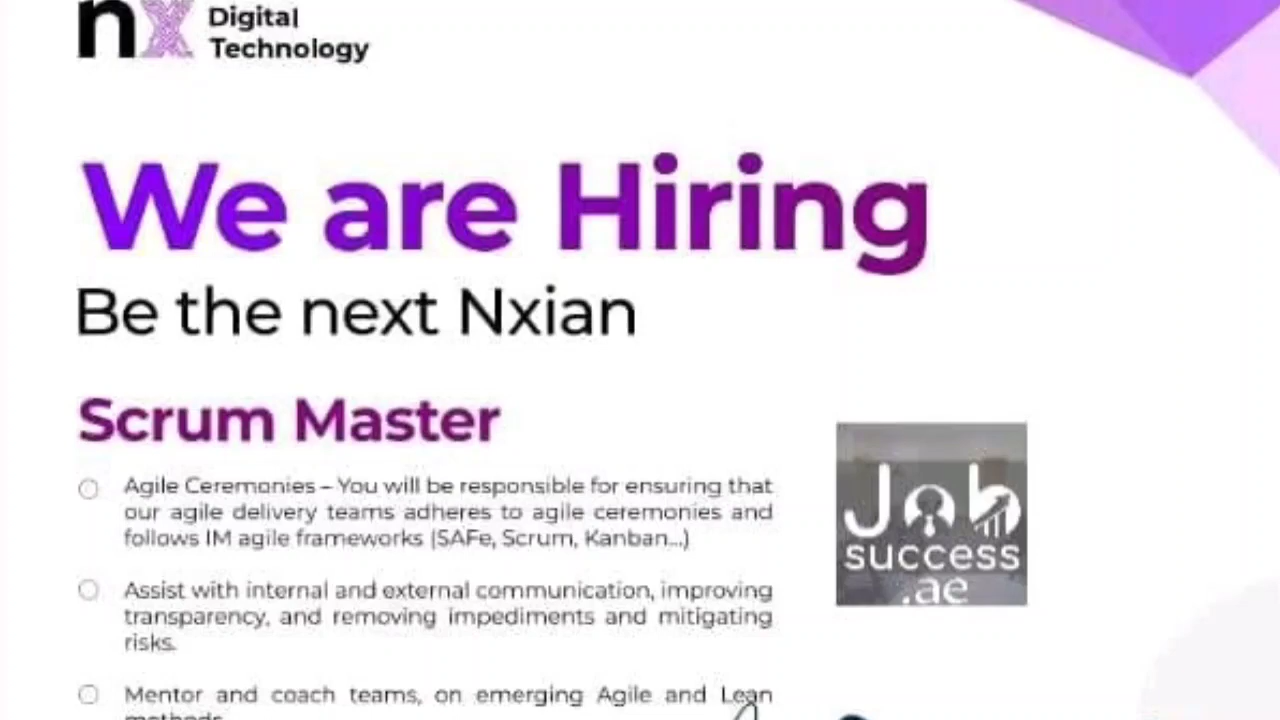 nx Digital
Technology
We are Hiring
Be the next Nxian
Scrum Master
Agile Ceremonies – You will be responsible for ensuring that
our agile delivery teams adheres to agile ceremonies and
follows IM agile frameworks (SAFe, Scrum, Kanban...)
Assist with internal and external communication, improving
transparency, and removing impediments and mitigating
risks.
Mentor and coach teams, on emerging Agile and Lean
methods
Job
success
.ae